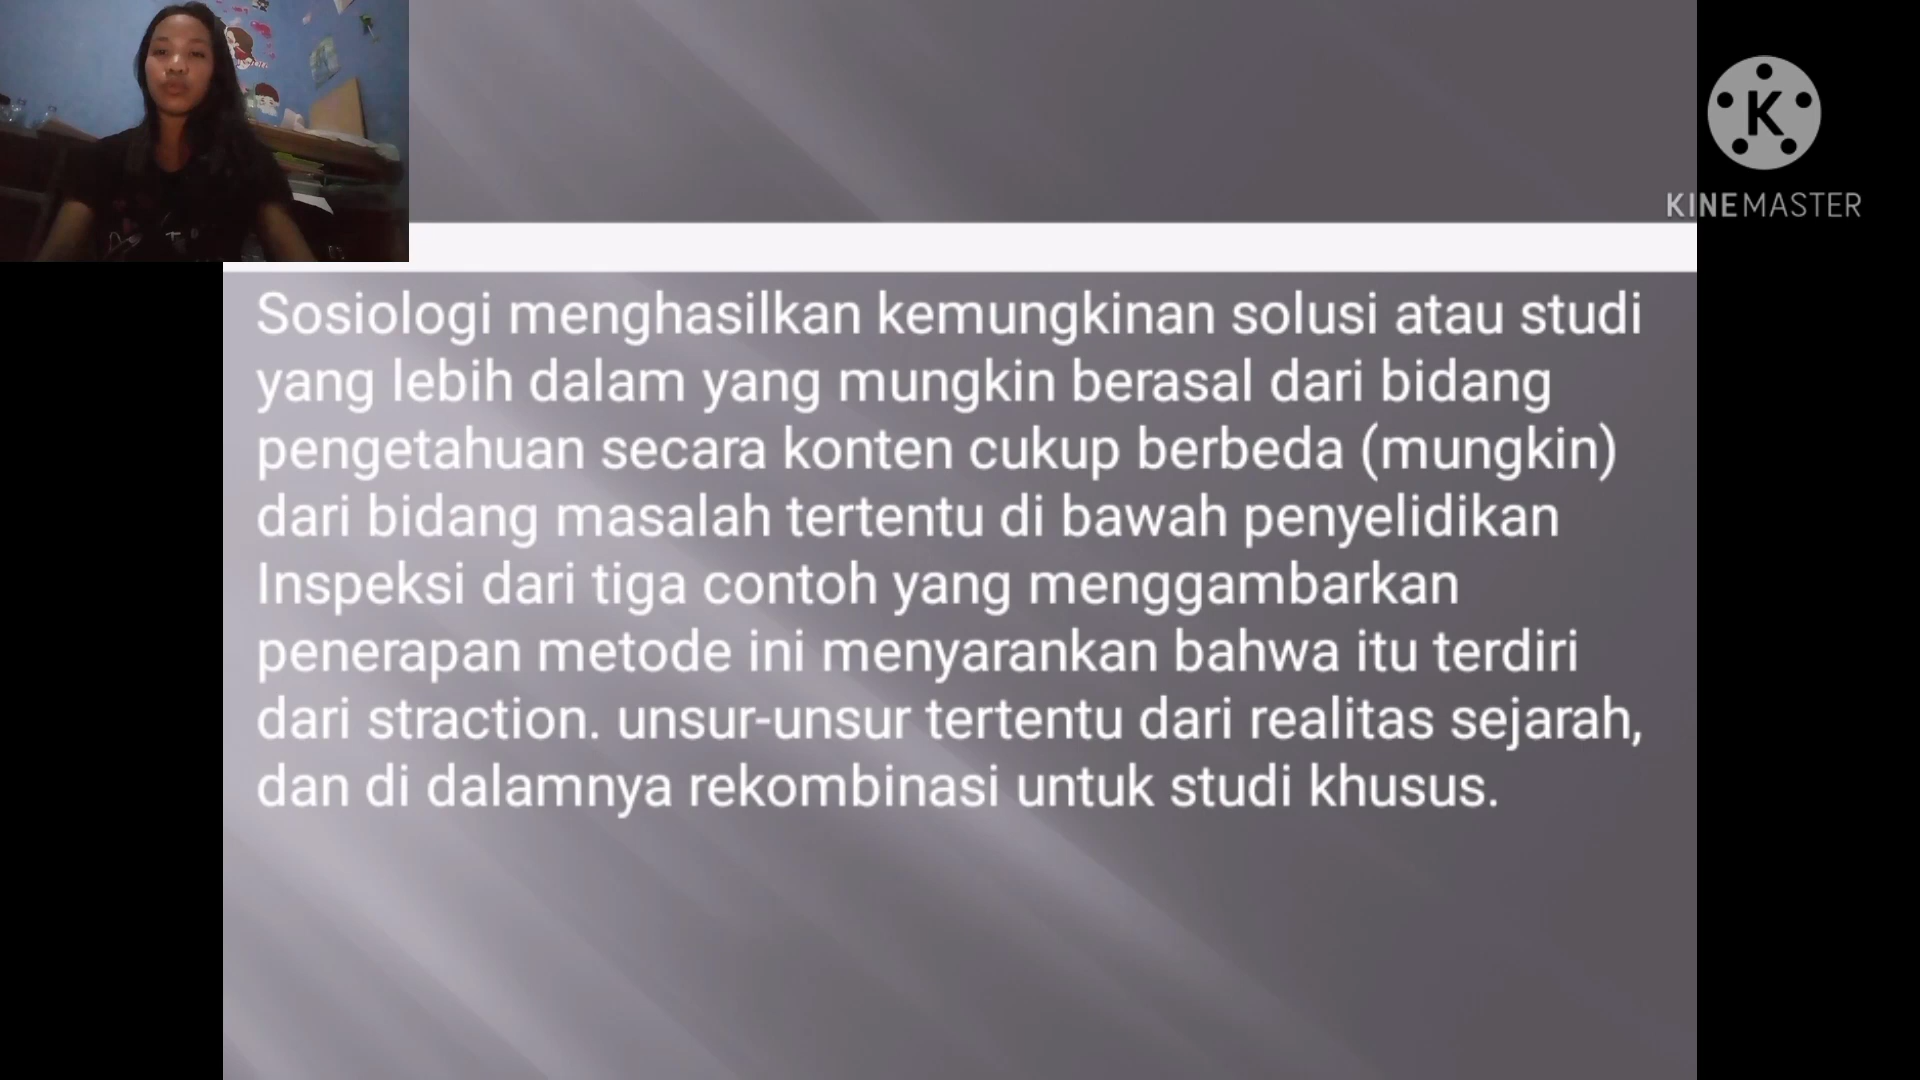 K
KINEMASTER
Sosiologi menghasilkan kemungkinan solusi atau studi
yang lebih dalam yang mungkin berasal dari bidang
pengetahuan secara konten cukup berbeda (mungkin)
dari bidang masalah tertentu di bawah penyelidikan
Inspeksi dari tiga contoh yang menggambarkan
penerapan metode ini menyarankan bahwa itu terdiri
dari straction. unsur-unsur tertentu dari realitas sejarah,
dan di dalamnya rekombinasi untuk studi khusus.